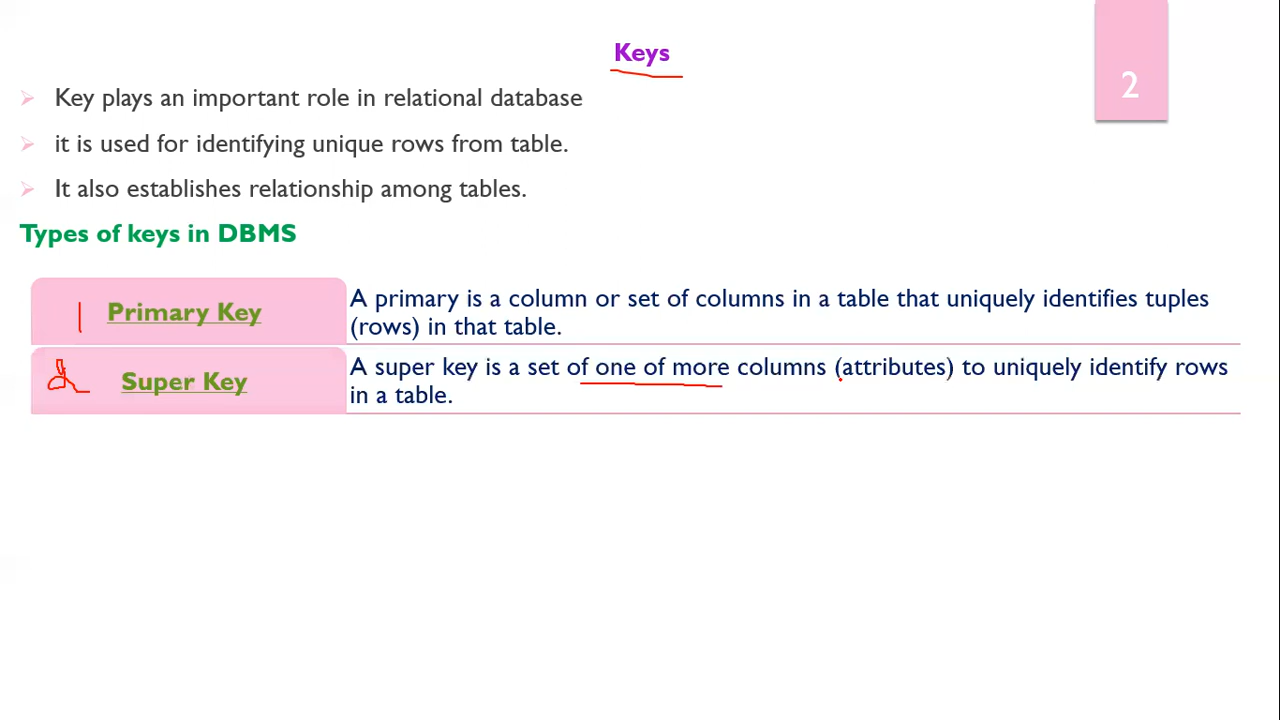 Keys
2
Key plays an important role in relational database
it is used for identifying unique rows from table.
It also establishes relationship among tables.
Types of keys in DBMS
1 Primary Key
A primary is a column or set of columns in a table that uniquely identifies tuples
(rows) in that table.
2 Super Key
A super key is a set of one of more columns (attributes) to uniquely identify rows
in a table.